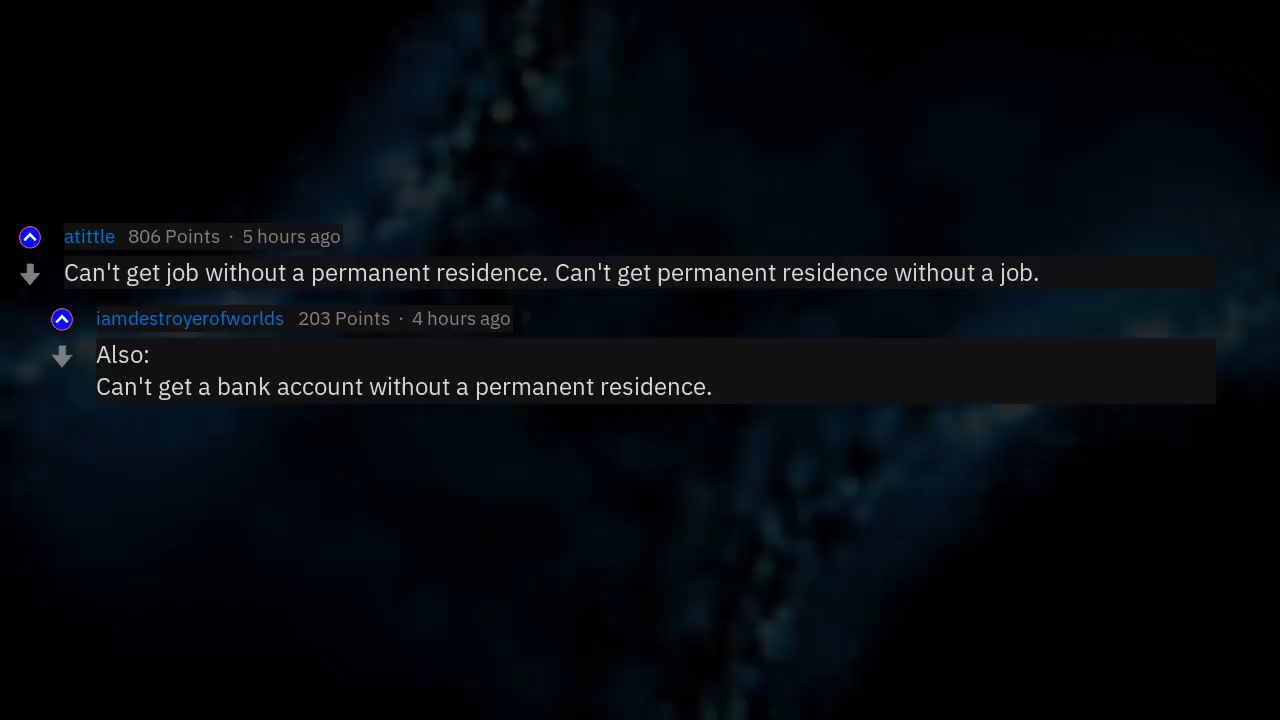 atittle 806 Points · 5 hours ago
Can't get job without a permanent residence. Can't get permanent residence without a job.
iamdestroyerofworlds 203 Points · 4 hours ago
Also:
Can't get a bank account without a permanent residence.